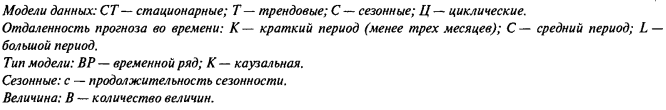 Модели данных: СТ — стационарные; Т — трендовые; С — сезонные; Ц — циклические.
Отдаленность прогноза во времени: К — краткий период (менее трех месяцев); С — средний период; L —
большой период.
Тип модели: ВР — временной ряд; К — каузальная.
Сезонные: с — продолжительность сезонности.
Величина: В — количество величин.